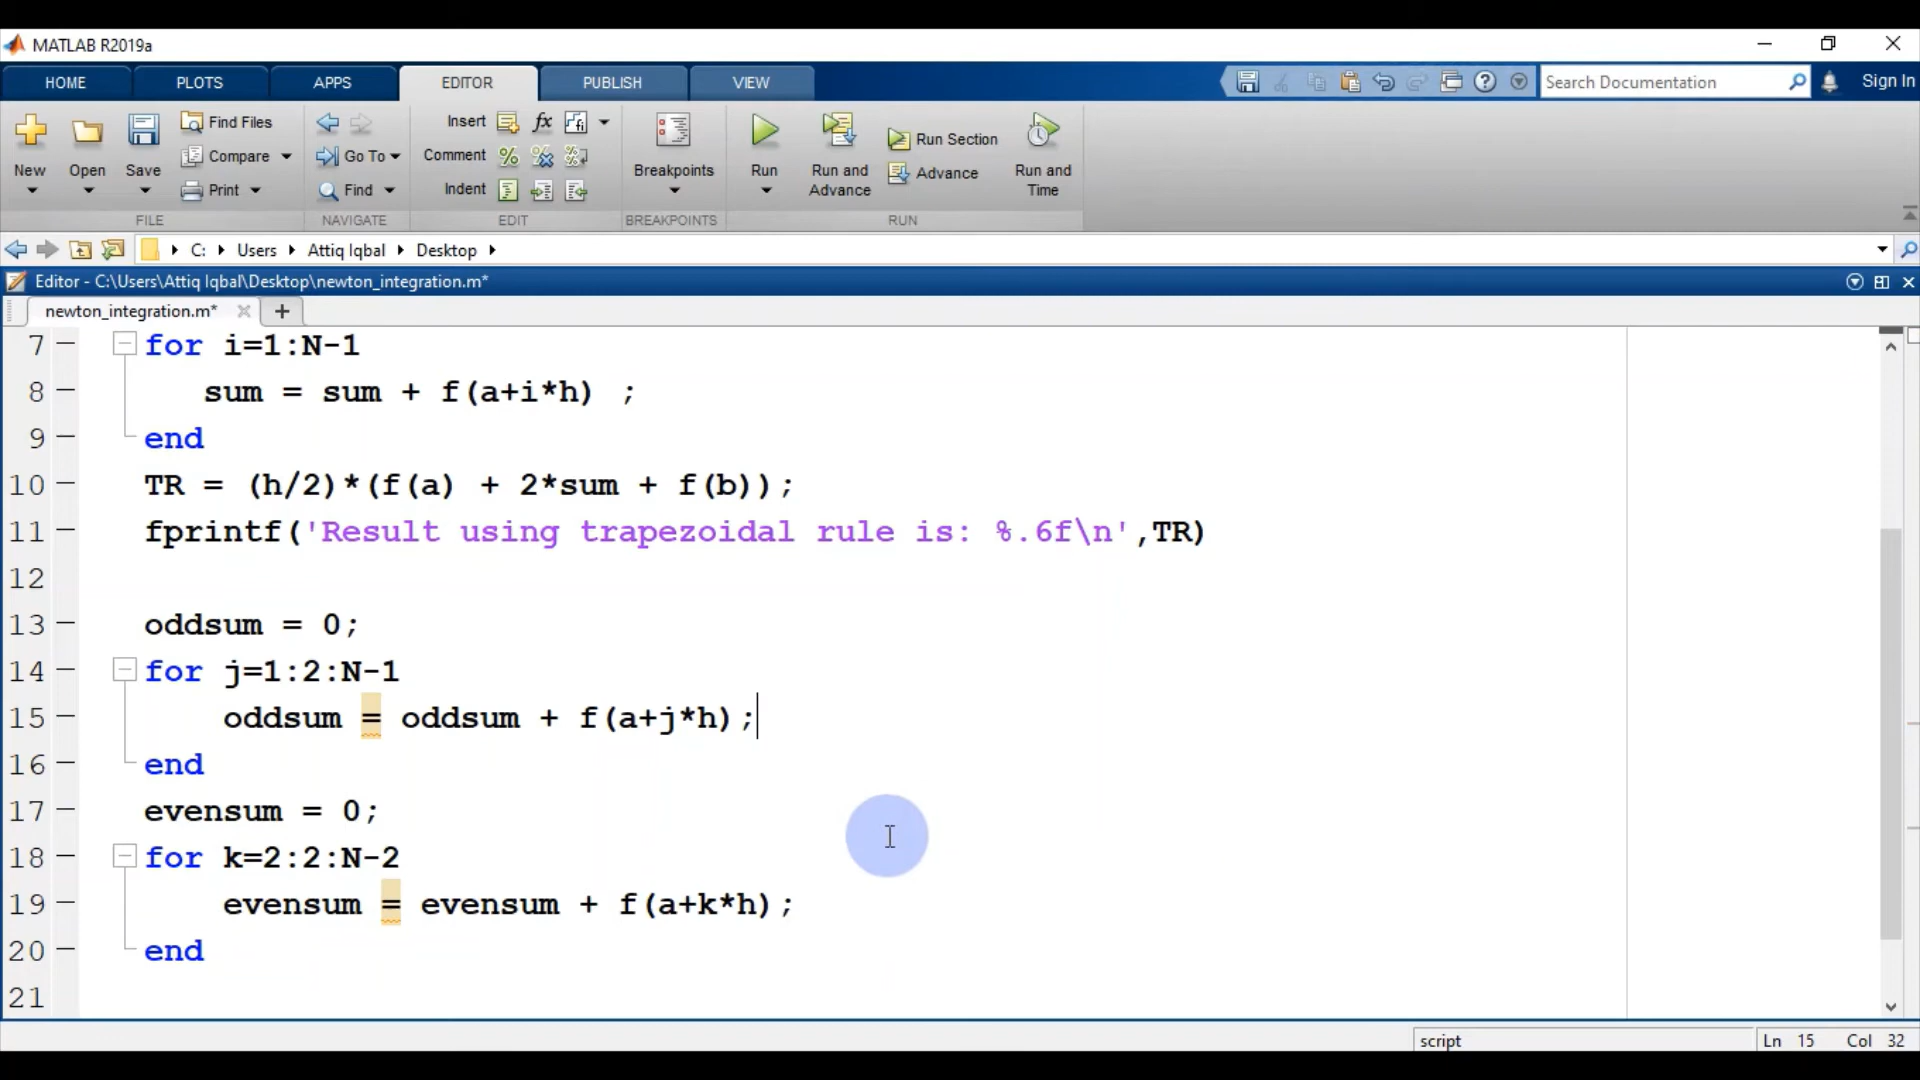 MATLAB R2019a
HOME PLOTS APPS EDITOR PUBLISH VIEW Search Documentation Sign In
New Open Save Find Files Compare Print
Go To Find
Insert fx Comment Indent
Breakpoints
Run Run and Advance Run Section Advance Run and Time
FILE NAVIGATE EDIT BREAKPOINTS RUN
C: Users Attiq Iqbal Desktop
Editor - C:\Users\Attiq Iqbal\Desktop\newton_integration.m*
newton_integration.m* +
7 for i=1:N-1
8 sum = sum + f(a+i*h) ;
9 end
10 TR = (h/2)*(f(a) + 2*sum + f(b));
11 fprintf('Result using trapezoidal rule is: %.6f\n',TR)
12
13 oddsum = 0;
14 for j=1:2:N-1
15 oddsum = oddsum + f(a+j*h);
16 end
17 evensum = 0;
18 for k=2:2:N-2
19 evensum = evensum + f(a+k*h);
20 end
21
script Ln 15 Col 32